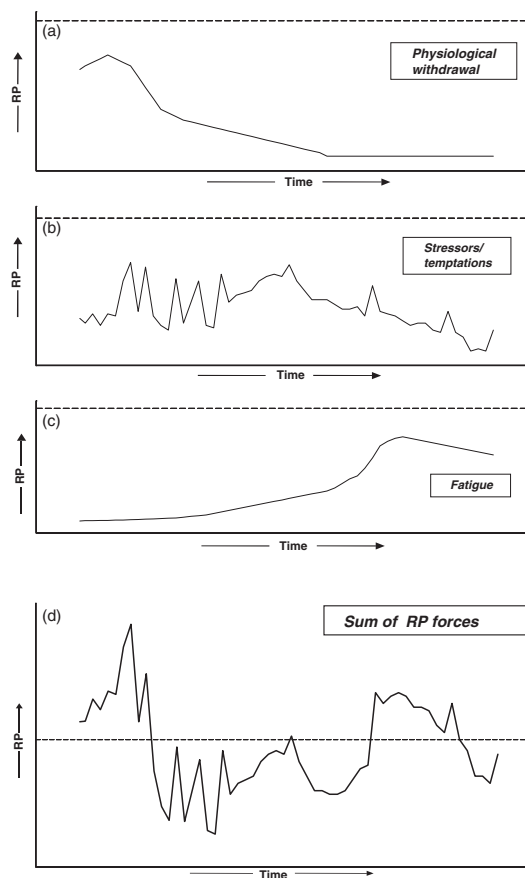 (a)
Physiological
withdrawal
RP
Time
(b)
Stressors/
temptations
RP
Time
(c)
RP
Fatigue
Time
(d)
Sum of RP forces
RP
Time